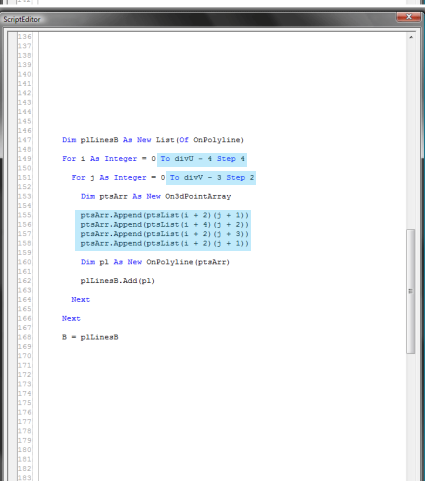 ScriptEditor
136
137
138
139
140
141
142
143
144
145
146
147 Dim plLinesB As New List(Of OnPolyline)
148
149 For i As Integer = 0 To divU - 4 Step 4
150
151 For j As Integer = 0 To divV - 3 Step 2
152
153 Dim ptsArr As New On3dPointArray
154
155 ptsArr.Append(ptsList(i + 2)(j + 1))
156 ptsArr.Append(ptsList(i + 4)(j + 2))
157 ptsArr.Append(ptsList(i + 2)(j + 3))
158 ptsArr.Append(ptsList(i + 2)(j + 1))
159
160 Dim pl As New OnPolyline(ptsArr)
161
162 plLinesB.Add(pl)
163
164 Next
165
166 Next
167
168 B = plLinesB
169
170
171
172
173
174
175
176
177
178
179
180
181
182
183